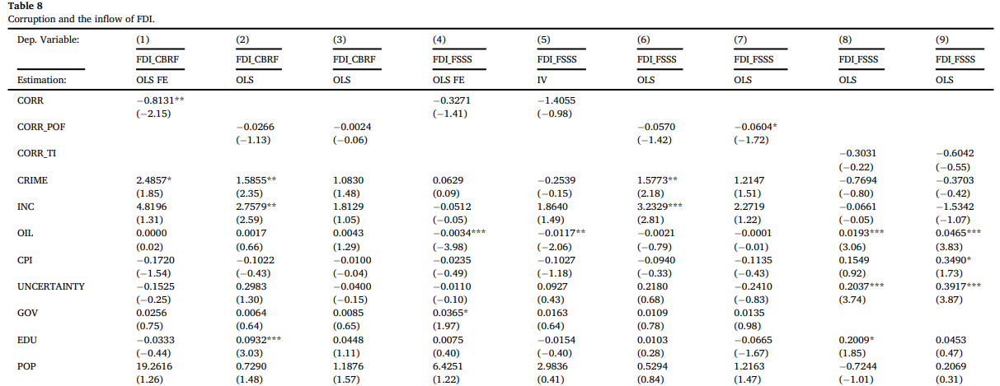 Table 8
Corruption and the inflow of FDI.
Dep. Variable: (1) (2) (3) (4) (5) (6) (7) (8) (9)
FDI_CBRF FDI_CBRF FDI_CBRF FDI_FSSS FDI_FSSS FDI_FSSS FDI_FSSS FDI_FSSS FDI_FSSS
Estimation: OLS FE OLS OLS OLS FE IV OLS OLS OLS OLS
CORR −0.8131** −0.3271 −1.4055
(−2.15) (−1.41) (−0.98)
CORR_POF −0.0266 −0.0024 −0.0570 −0.0604*
(−1.13) (−0.06) (−1.42) (−1.72)
CORR_TI −0.3031 −0.6042
(−0.22) (−0.55)
CRIME 2.4857* 1.5855** 1.0830 0.0629 −0.2539 1.5773** 1.2147 −0.7694 −0.3703
(1.85) (2.35) (1.48) (0.09) (−0.15) (2.18) (1.51) (−0.80) (−0.42)
INC 4.8196 2.7579** 1.8129 −0.0512 1.8640 3.2329*** 2.2719 −0.0661 −1.5342
(1.31) (2.59) (1.05) (−0.05) (1.49) (2.81) (1.22) (−0.05) (−1.07)
OIL 0.0000 0.0017 0.0043 −0.0034*** −0.0117** −0.0021 −0.0001 0.0193*** 0.0465***
(0.02) (0.66) (1.29) (−3.98) (−2.06) (−0.79) (−0.01) (3.06) (3.83)
CPI −0.1720 −0.1022 −0.0100 −0.0235 −0.1027 −0.0940 −0.1135 0.1549 0.3490*
(−1.54) (−0.43) (−0.04) (−0.49) (−1.18) (−0.33) (−0.43) (0.92) (1.73)
UNCERTAINTY −0.1525 0.2983 −0.0400 −0.0110 0.0927 0.2180 −0.2410 0.2037*** 0.3917***
(−0.25) (1.30) (−0.15) (−0.10) (0.43) (0.68) (−0.83) (3.74) (3.87)
GOV 0.0256 0.0064 0.0085 0.0365* 0.0163 0.0109 0.0135
(0.75) (0.64) (0.65) (1.97) (0.64) (0.78) (0.98)
EDU −0.0333 0.0932*** 0.0448 0.0075 −0.0154 0.0103 −0.0665 0.2009* 0.0453
(−0.44) (3.03) (1.11) (0.40) (−0.40) (0.28) (−1.67) (1.85) (0.47)
POP 19.2616 0.7290 1.1876 6.4251 2.9836 0.5294 1.2163 −0.7244 0.2069
(1.26) (1.48) (1.57) (1.22) (0.41) (0.84) (1.47) (−1.01) (0.31)